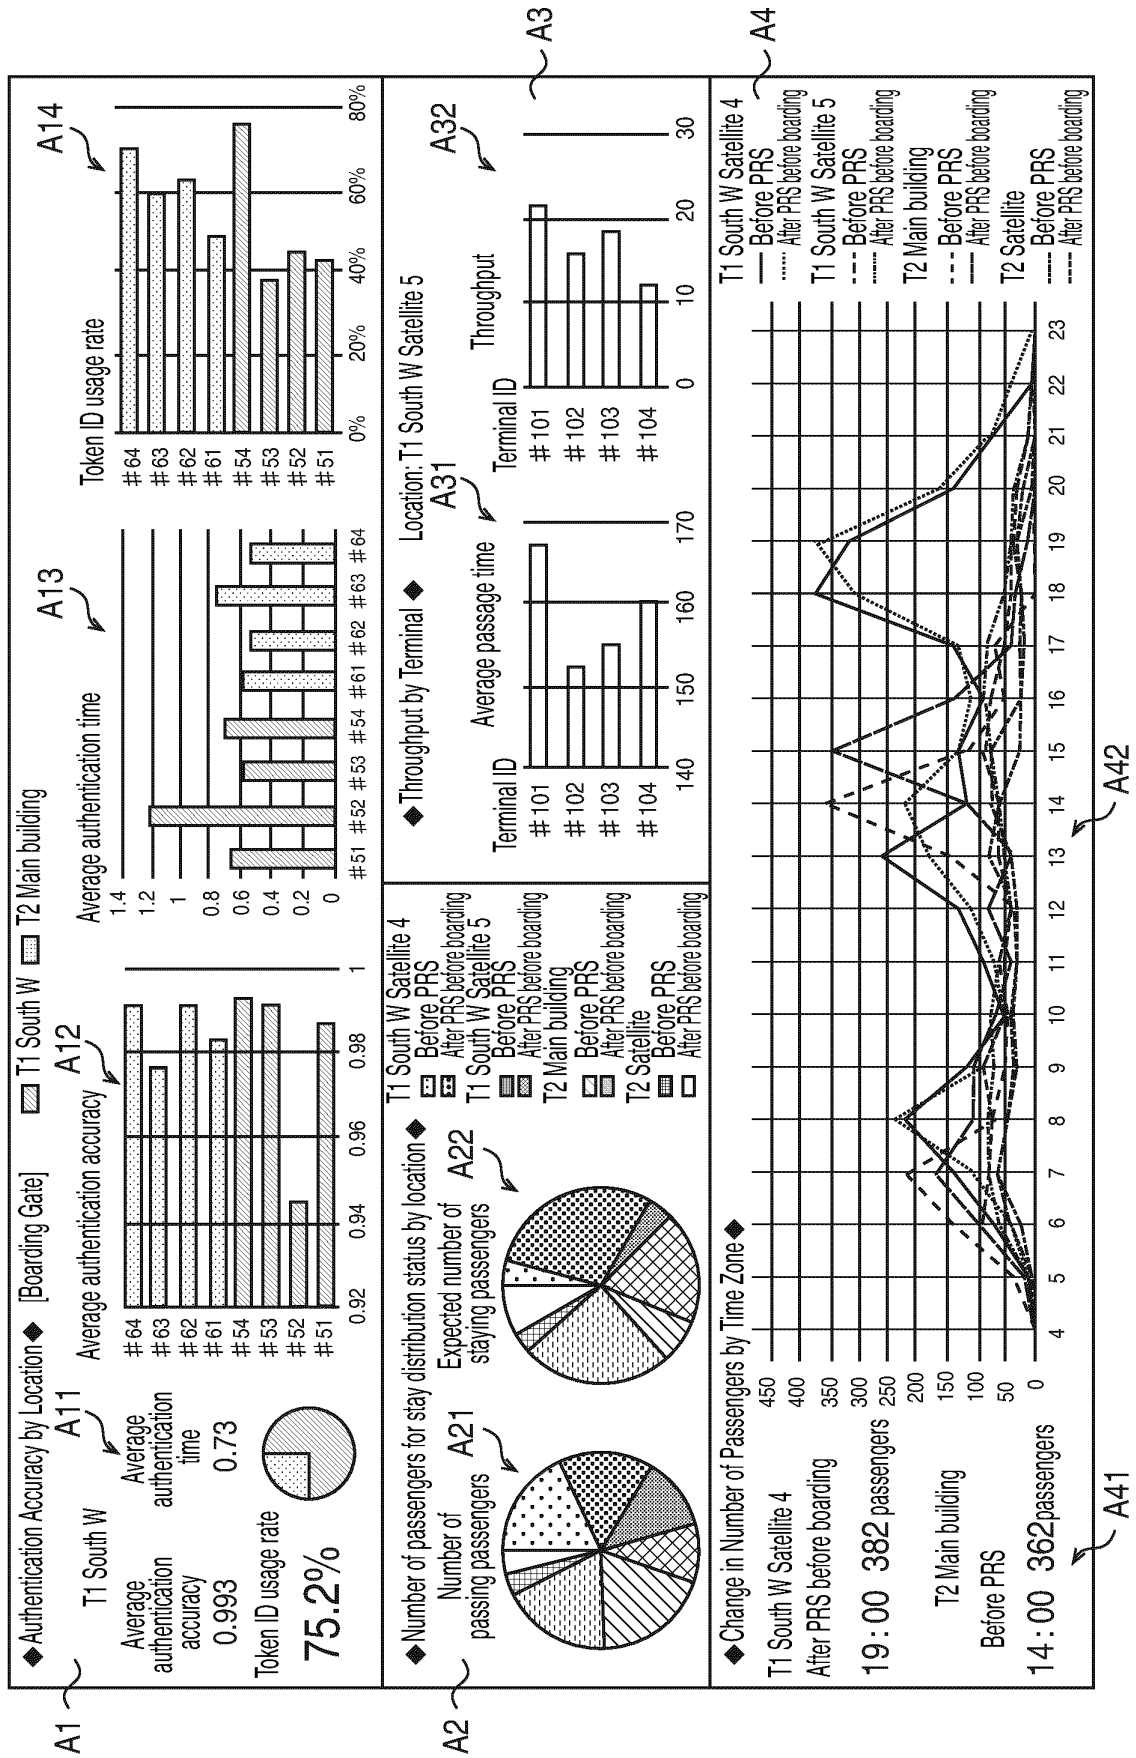 A1
◆Authentication Accuracy by Location◆ [Boarding Gate] T1 South W T2 Main building
T1 South W
A11
Average
authentication
accuracy
0.993
Average
authentication
time
0.73
Token ID usage rate
75.2%
Average authentication accuracy
A12
#64
#63
#62
#61
#54
#53
#52
#51
0.92 0.94 0.96 0.98 1
Average authentication time
A13
1.4
1.2
1
0.8
0.6
0.4
0.2
0
#51 #52 #53 #54 #61 #62 #63 #64
Token ID usage rate
A14
#64
#63
#62
#61
#54
#53
#52
#51
0% 20% 40% 60% 80%
A2
◆Number of passengers for stay distribution status by location◆
Number of
passing passengers
A21
Expected number of
staying passengers
A22
T1 South W Satellite 4
Before PRS
After PRS before boarding
T1 South W Satellite 5
Before PRS
After PRS before boarding
T2 Main building
Before PRS
After PRS before boarding
T2 Satellite
Before PRS
After PRS before boarding
A3
◆Throughput by Terminal◆ Location: T1 South W Satellite 5
Terminal ID Average passage time
A31
#101
#102
#103
#104
140 150 160 170
Terminal ID Throughput
A32
#101
#102
#103
#104
0 10 20 30
A4
◆Change in Number of Passengers by Time Zone◆
T1 South W Satellite 4
After PRS before boarding
19:00 382 passengers
T2 Main building
Before PRS
14:00 362passengers
A41
450
400
350
300
250
200
150
100
50
0
4 5 6 7 8 9 10 11 12 13 14 15 16 17 18 19 20 21 22 23
A42
T1 South W Satellite 4
Before PRS
After PRS before boarding
T1 South W Satellite 5
Before PRS
After PRS before boarding
T2 Main building
Before PRS
After PRS before boarding
T2 Satellite
Before PRS
After PRS before boarding